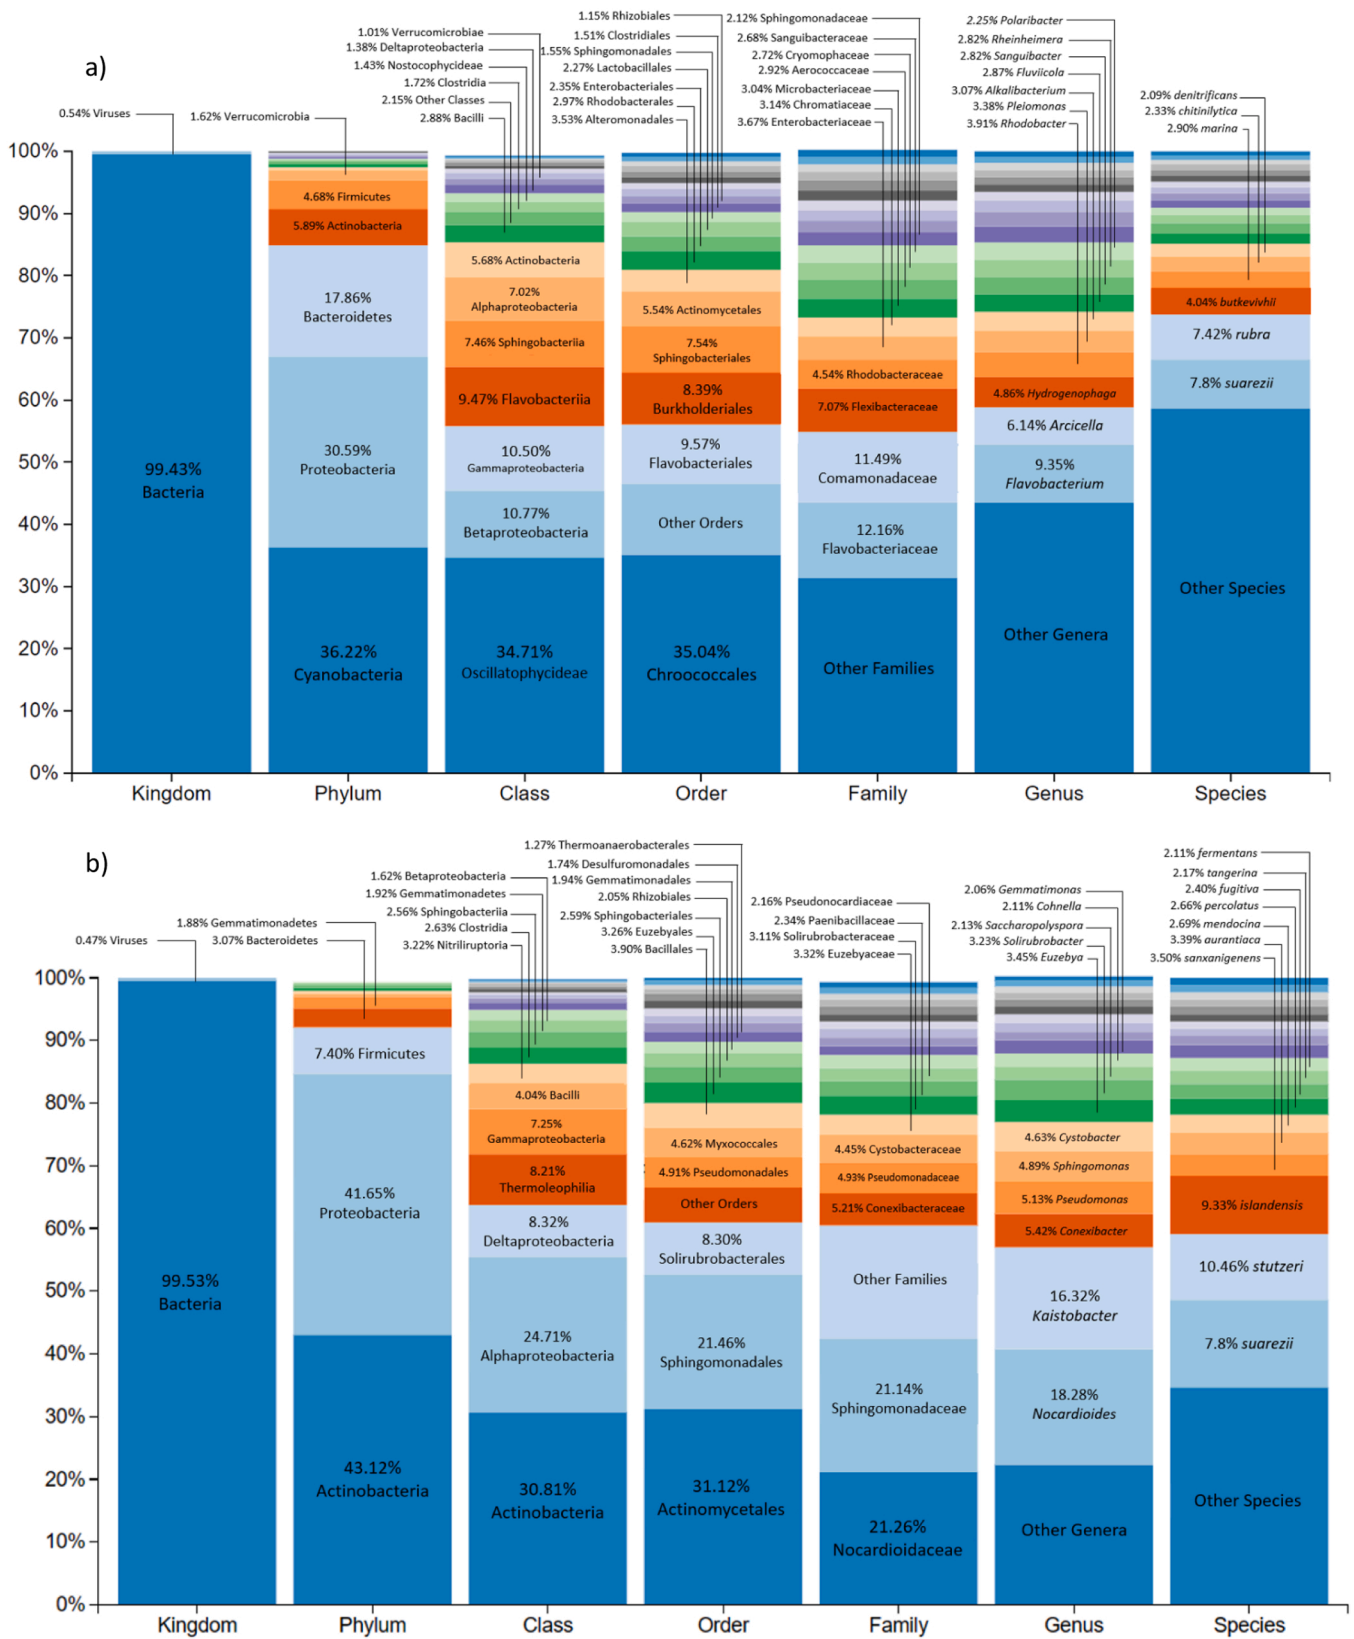 a)
1.15% Rhizobiales
1.01% Verrucomicrobiae
1.51% Clostridiales
1.38% Deltaproteobacteria
1.55% Sphingomonadales
1.43% Nostocophycideae
2.27% Lactobacillales
1.72% Clostridia
2.35% Enterobacteriales
2.15% Other Classes
2.97% Rhodobacterales
2.88% Bacilli
3.53% Alteromonadales
2.12% Sphingomonadaceae
2.68% Sanguibacteraceae
2.72% Cryomophaceae
2.92% Aerococcaceae
3.04% Microbacteriaceae
3.14% Chromatiaceae
3.67% Enterobacteriaceae
2.25% Polaribacter
2.82% Rheinheimera
2.82% Sanguibacter
2.87% Fluviicola
3.07% Alkalibacterium
3.38% Pleiomonas
3.91% Rhodobacter
2.09% denitrificans
2.33% chitinilytica
2.90% marina
0.54% Viruses
1.62% Verrucomicrobia
100%
90%
80%
70%
60%
50%
40%
30%
20%
10%
0%
99.43%
Bacteria
4.68% Firmicutes
5.89% Actinobacteria
17.86%
Bacteroidetes
30.59%
Proteobacteria
36.22%
Cyanobacteria
5.68% Actinobacteria
7.02%
Alphaproteobacteria
7.46% Sphingobacteriia
9.47% Flavobacteriia
10.50%
Gammaproteobacteria
10.77%
Betaproteobacteria
34.71%
Oscillatophycideae
5.54% Actinomycetales
7.54%
Sphingobacteriales
8.39%
Burkholderiales
9.57%
Flavobacteriales
Other Orders
35.04%
Chroococcales
4.54% Rhodobacteraceae
7.07% Flexibacteraceae
11.49%
Comamonadaceae
12.16%
Flavobacteriaceae
Other Families
4.86% Hydrogenophaga
6.14% Arcicella
9.35%
Flavobacterium
Other Genera
4.04% butkevivhii
7.42% rubra
7.8% suarezii
Other Species
Kingdom
Phylum
Class
Order
Family
Genus
Species
b)
1.27% Thermoanaerobacterales
1.74% Desulfuromonadales
1.62% Betaproteobacteria
1.94% Gemmatimonadales
1.92% Gemmatimonadetes
2.05% Rhizobiales
2.56% Sphingobacteriia
2.59% Sphingobacteriales
2.63% Clostridia
3.26% Euzebyales
3.22% Nitriliruptoria
3.90% Bacillales
2.16% Pseudonocardiaceae
2.34% Paenibacillaceae
3.11% Solirubrobacteraceae
3.32% Euzebyaceae
2.06% Gemmatimonas
2.11% Cohnella
2.13% Saccharopolyspora
3.23% Solirubrobacter
3.45% Euzebya
2.11% fermentans
2.17% tangerina
2.40% fugitiva
2.66% percolatus
2.69% mendocina
3.39% aurantiaca
3.50% sanxanigenens
1.88% Gemmatimonadetes
0.47% Viruses
3.07% Bacteroidetes
100%
90%
80%
70%
60%
50%
40%
30%
20%
10%
0%
99.53%
Bacteria
7.40% Firmicutes
41.65%
Proteobacteria
43.12%
Actinobacteria
4.04% Bacilli
7.25%
Gammaproteobacteria
8.21%
Thermoleophilia
8.32%
Deltaproteobacteria
24.71%
Alphaproteobacteria
30.81%
Actinobacteria
4.62% Myxococcales
4.91% Pseudomonadales
Other Orders
8.30%
Solirubrobacterales
21.46%
Sphingomonadales
31.12%
Actinomycetales
4.45% Cystobacteraceae
4.93% Pseudomonadaceae
5.21% Conexibacteraceae
Other Families
21.14%
Sphingomonadaceae
21.26%
Nocardioidaceae
4.63% Cystobacter
4.89% Sphingomonas
5.13% Pseudomonas
5.42% Conexibacter
16.32%
Kaistobacter
18.28%
Nocardioides
Other Genera
9.33% islandensis
10.46% stutzeri
7.8% suarezii
Other Species
Kingdom
Phylum
Class
Order
Family
Genus
Species